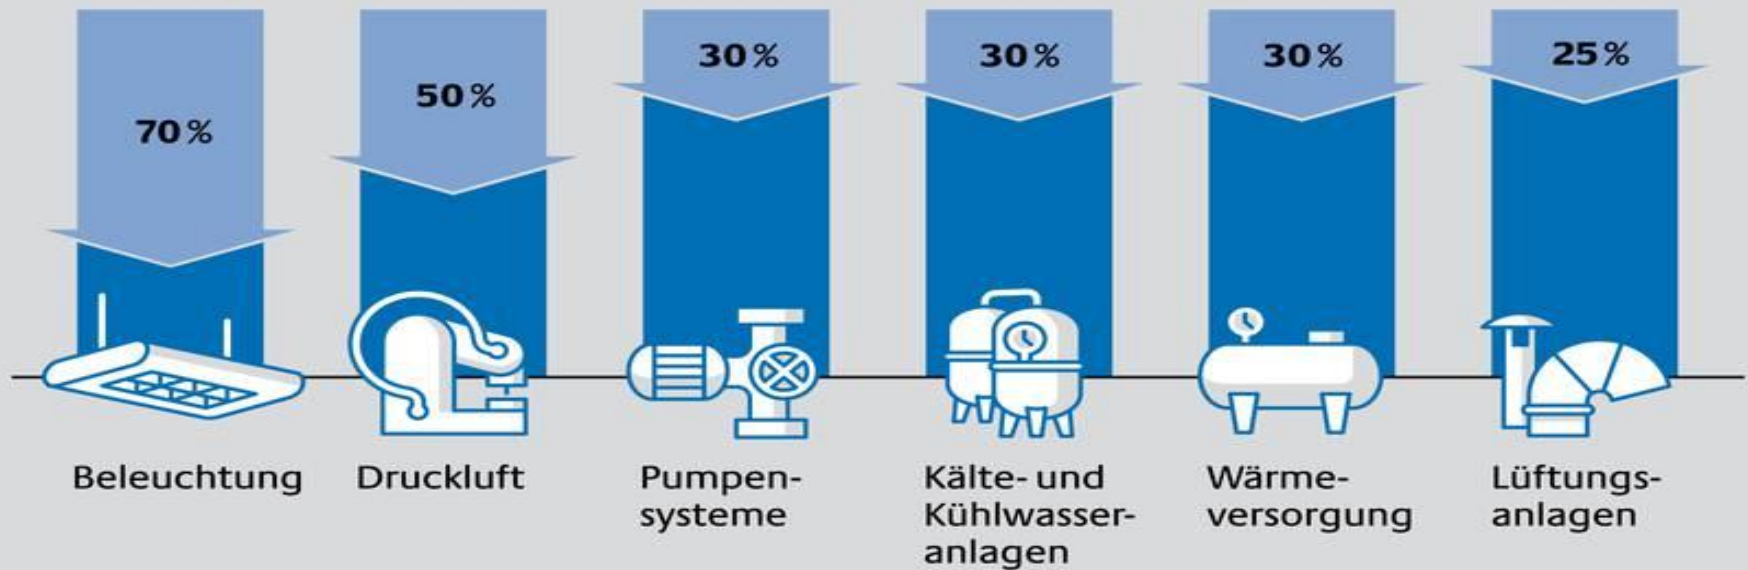 70 %
50 %
30 %
30 %
30 %
25 %
Beleuchtung
Druckluft
Pumpen-
systeme
Kälte- und
Kühlwasser-
anlagen
Wärme-
versorgung
Lüftungs-
anlagen